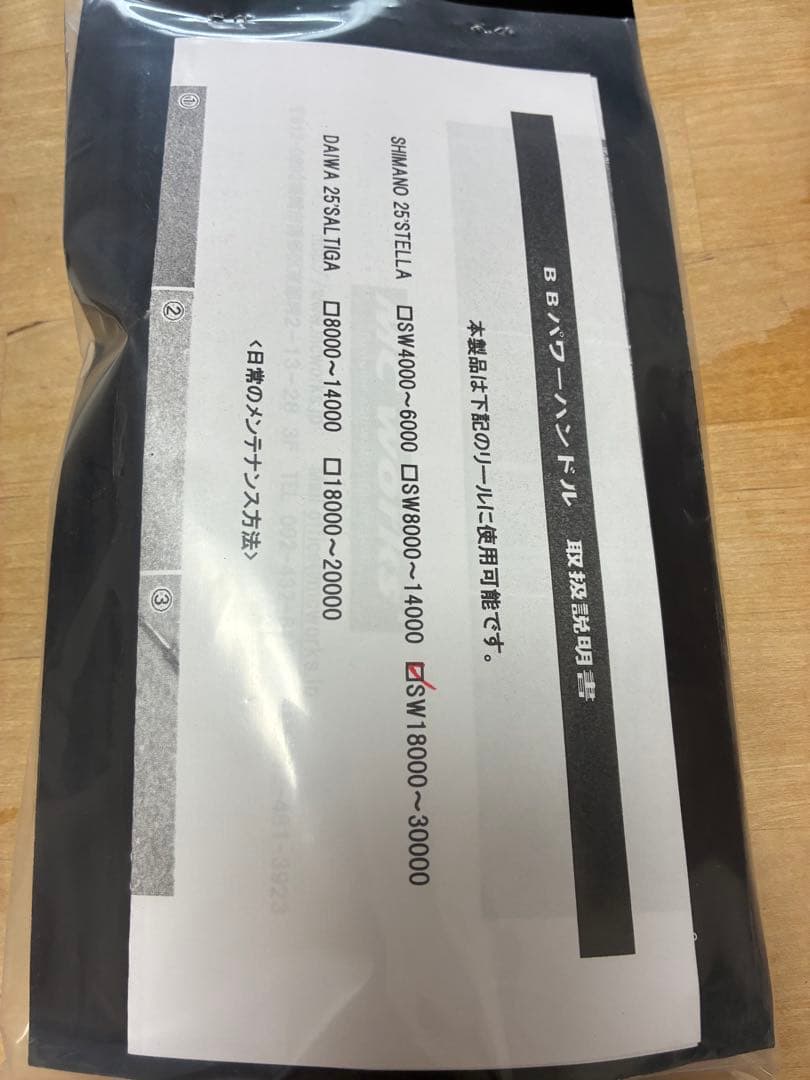 BBパワーハンドル 取扱説明書
本製品は下記のリールに使用可能です。
SHIMANO 25'STELLA □SW4000～6000 □SW8000～14000 ☑SW18000～30000
DAIWA 25'SALTIGA □8000～14000 □18000～20000
<日常のメンテナンス方法>
① ② ③